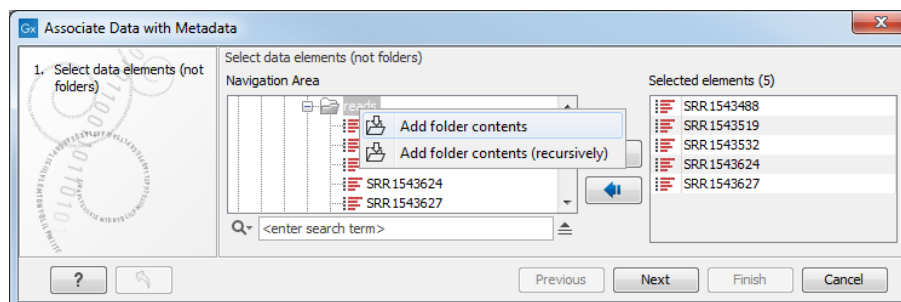 Gx Associate Data with Metadata
1. Select data elements (not folders)
Select data elements (not folders)
Navigation Area
reads
Add folder contents
Add folder contents (recursively)
SRR1543624
SRR1543627
<enter search term>
Selected elements (5)
SRR1543488
SRR1543519
SRR1543532
SRR1543624
SRR1543627
?
Previous
Next
Finish
Cancel